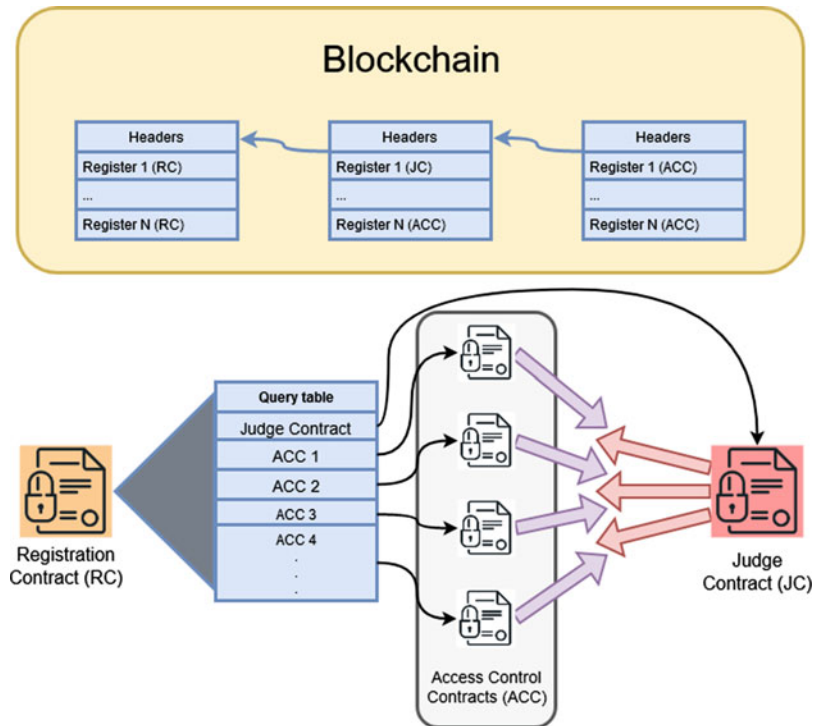 Blockchain
Headers
Register 1 (RC)
...
Register N (RC)
Headers
Register 1 (JC)
...
Register N (ACC)
Headers
Register 1 (ACC)
...
Register N (ACC)
Query table
Judge Contract
ACC 1
ACC 2
ACC 3
ACC 4
.
.
.
Registration
Contract (RC)
Access Control
Contracts (ACC)
Judge
Contract (JC)